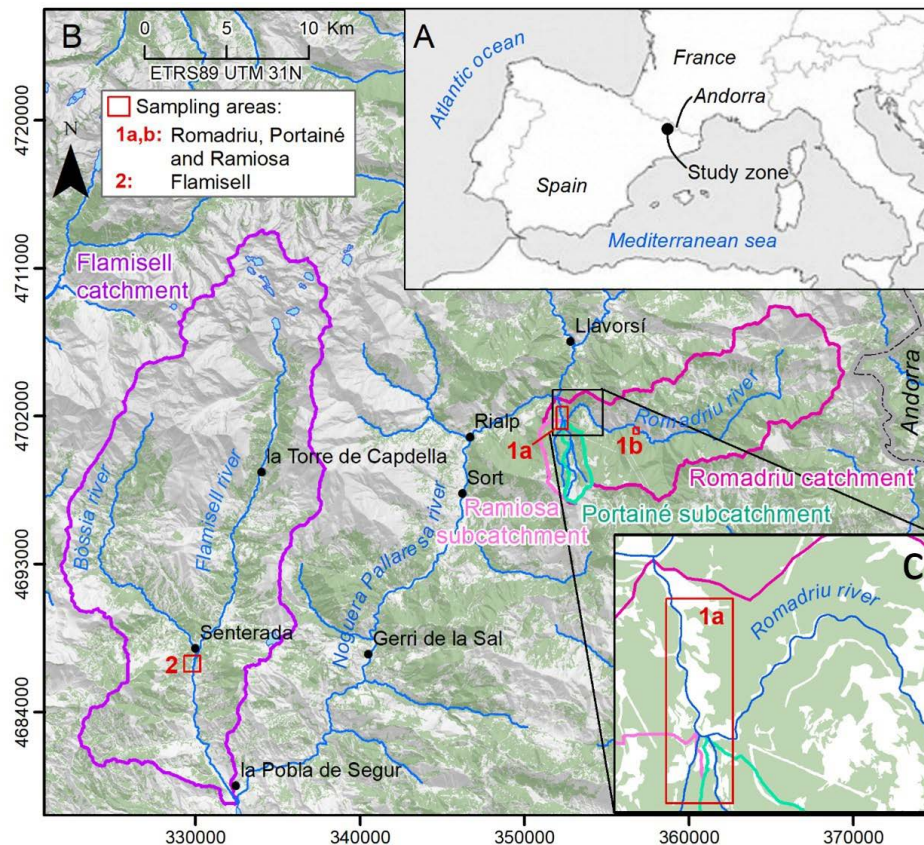 B
0 5 10 Km
ETRS89 UTM 31N
Sampling areas:
1a,b: Romadriu, Portainé
and Ramiosa
2: Flamisell
N
A
Atlantic ocean
France
Andorra
Study zone
Spain
Mediterranean sea
Flamisell
catchment
Llavorsí
Andorra
Romadriu river
Rialp
1a
1b
la Torre de Capdella
Sort
Romadriu catchment
Ramiosa
subcatchment
Portainé subcatchment
Bòssia river
Flamisell river
Noguera Pallaresa river
Senterada
2
Gerri de la Sal
la Pobla de Segur
C
1a
Romadriu river
4720000
4711000
4702000
4693000
4684000
330000 340000 350000 360000 370000